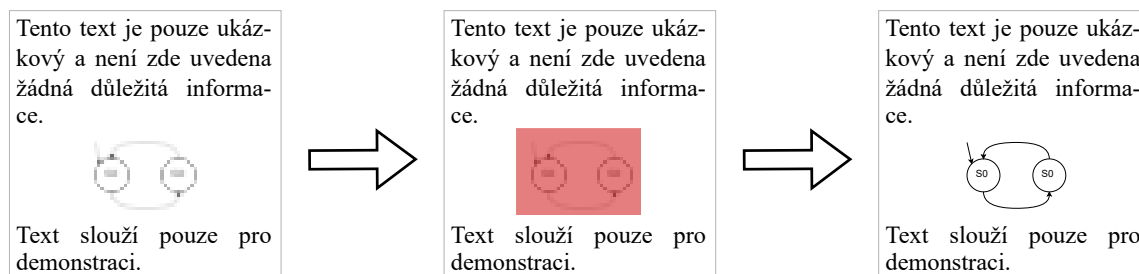 Tento text je pouze ukáz-
kový a není zde uvedena
žádná důležitá informa-
ce.
Text slouží pouze pro
demonstraci.
Tento text je pouze ukáz-
kový a není zde uvedena
žádná důležitá informa-
ce.
Text slouží pouze pro
demonstraci.
Tento text je pouze ukáz-
kový a není zde uvedena
žádná důležitá informa-
ce.
S0 S0
Text slouží pouze pro
demonstraci.